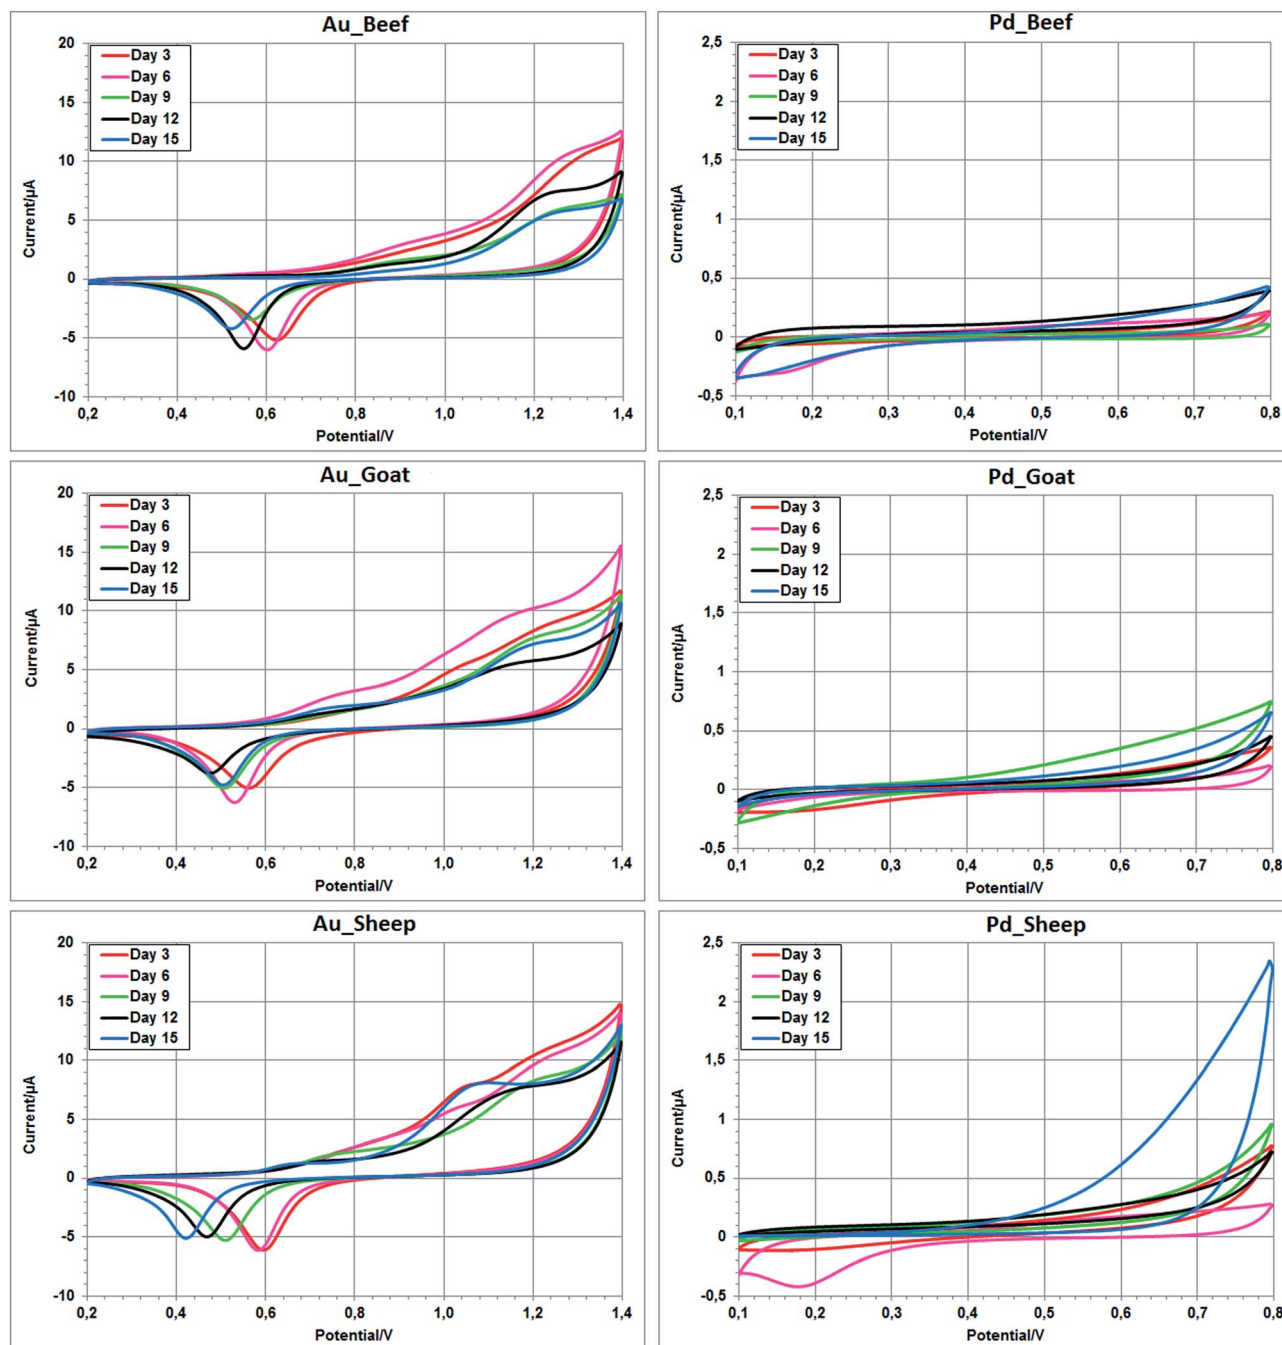 Au_Beef
20
15
10
5
0
-5
-10
Current/µA
Day 3
Day 6
Day 9
Day 12
Day 15
0,2 0,4 0,6 0,8 1,0 1,2 1,4
Potential/V
Pd_Beef
2,5
2
1,5
1
0,5
0
-0,5
Current/µA
Day 3
Day 6
Day 9
Day 12
Day 15
0,1 0,2 0,3 0,4 0,5 0,6 0,7 0,8
Potential/V
Au_Goat
20
15
10
5
0
-5
-10
Current/µA
Day 3
Day 6
Day 9
Day 12
Day 15
0,2 0,4 0,6 0,8 1,0 1,2 1,4
Potential/V
Pd_Goat
2,5
2
1,5
1
0,5
0
-0,5
Current/µA
Day 3
Day 6
Day 9
Day 12
Day 15
0,1 0,2 0,3 0,4 0,5 0,6 0,7 0,8
Potential/V
Au_Sheep
20
15
10
5
0
-5
-10
Current/µA
Day 3
Day 6
Day 9
Day 12
Day 15
0,2 0,4 0,6 0,8 1,0 1,2 1,4
Potential/V
Pd_Sheep
2,5
2
1,5
1
0,5
0
-0,5
Current/µA
Day 3
Day 6
Day 9
Day 12
Day 15
0,1 0,2 0,3 0,4 0,5 0,6 0,7 0,8
Potential/V